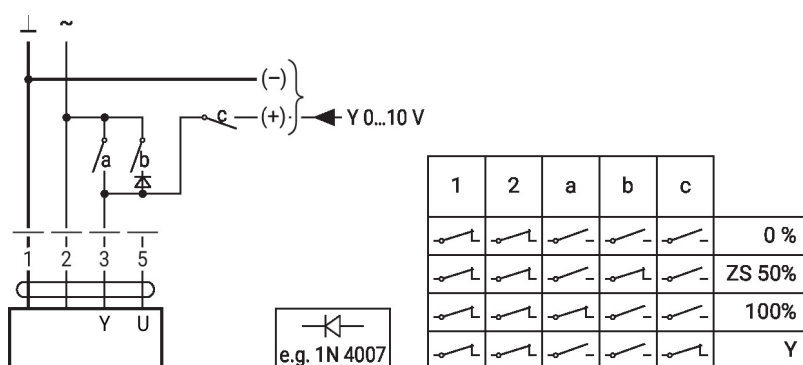 ⊥ ~
(–)
c (+) Y 0...10 V
a b
1 2 3 5
Y U
e.g. 1N 4007
1 2 a b c
0 %
ZS 50%
100%
Y